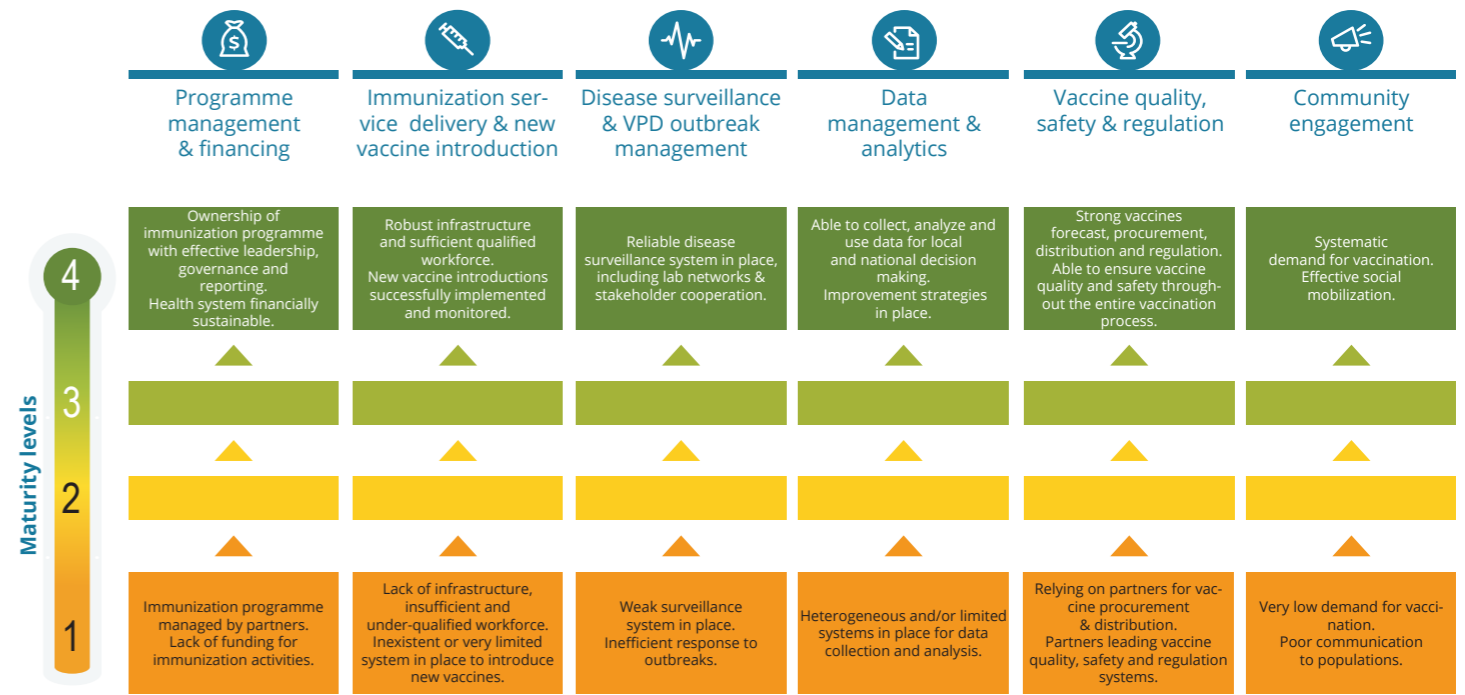 Programme
management
& financing
Immunization ser-
vice delivery & new
vaccine introduction
Disease surveillance
& VPD outbreak
management
Data
management &
analytics
Vaccine quality,
safety & regulation
Community
engagement
Maturity levels
4
Ownership of
immunization programme
with effective leadership,
governance and
reporting.
Health system financially
sustainable.
Robust infrastructure
and sufficient qualified
workforce.
New vaccine introductions
successfully implemented
and monitored.
Reliable disease
surveillance system in place,
including lab networks &
stakeholder cooperation.
Able to collect, analyze and
use data for local
and national decision
making.
Improvement strategies
in place.
Strong vaccines
forecast, procurement,
distribution and regulation.
Able to ensure vaccine
quality and safety through-
out the entire vaccination
process.
Systematic
demand for vaccination.
Effective social
mobilization.
3
2
1
Immunization programme
managed by partners.
Lack of funding for
immunization activities.
Lack of infrastructure,
insufficient and
under-qualified workforce.
Inexistent or very limited
system in place to introduce
new vaccines.
Weak surveillance
system in place.
Inefficient response to
outbreaks.
Heterogeneous and/or limited
systems in place for data
collection and analysis.
Relying on partners for vac-
cine procurement
& distribution.
Partners leading vaccine
quality, safety and regulation
systems.
Very low demand for vacci-
nation.
Poor communication
to populations.